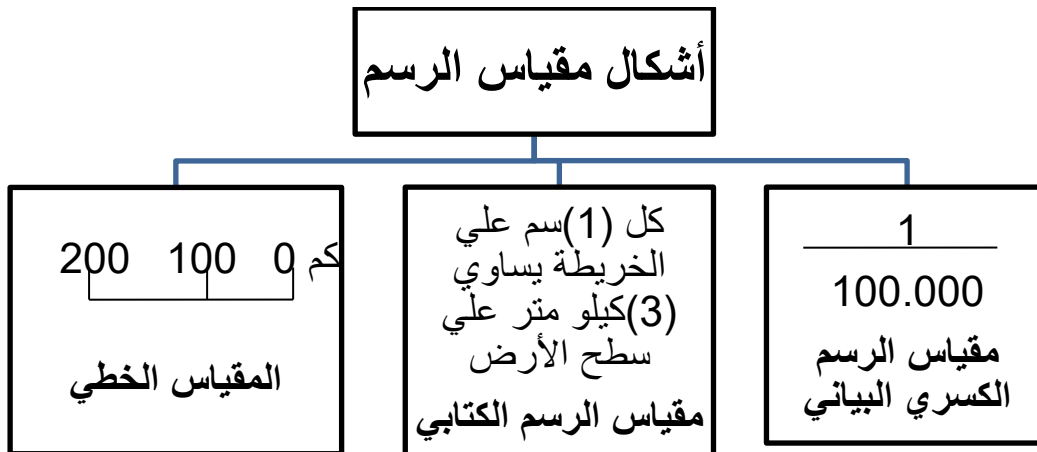 أشكال مقياس الرسم
1
100.000
مقياس الرسم
الكسري البياني
كل (1)سم علي
الخريطة يساوي
(3)كيلو متر علي
سطح الأرض
مقياس الرسم الكتابي
كم 0 100 200
المقياس الخطي